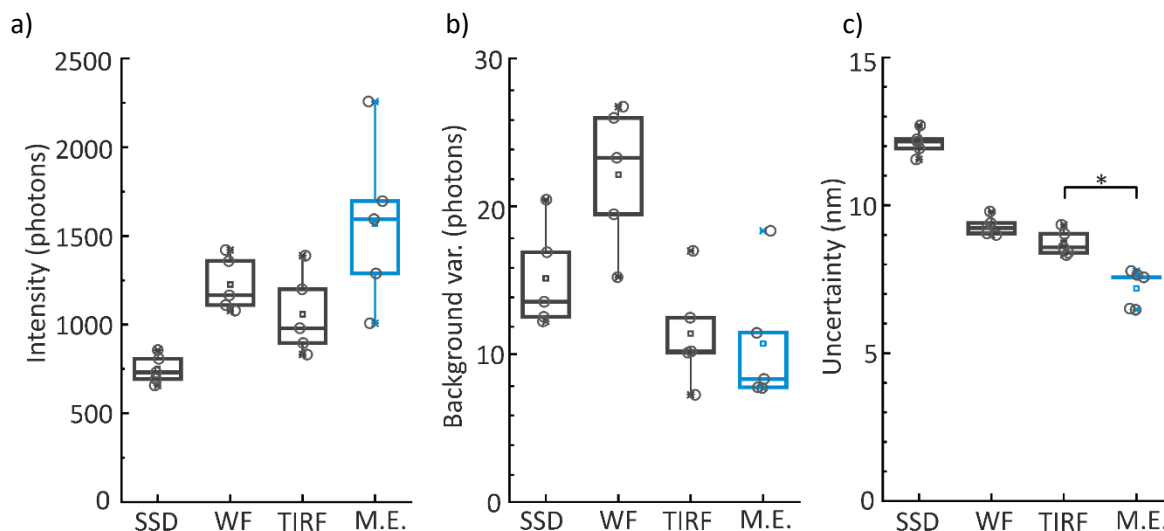 a)
Intensity (photons)
2500
2000
1500
1000
500
0
SSD WF TIRF M.E.
b)
Background var. (photons)
30
20
10
0
SSD WF TIRF M.E.
c)
Uncertainty (nm)
15
10
5
0
*
SSD WF TIRF M.E.